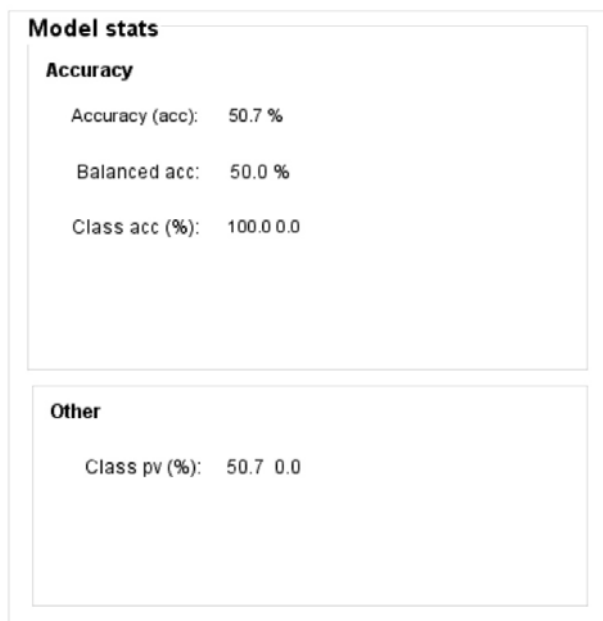 Model stats
Accuracy
Accuracy (acc): 50.7 %
Balanced acc: 50.0 %
Class acc (%): 100.0 0.0
Other
Class pv (%): 50.7 0.0